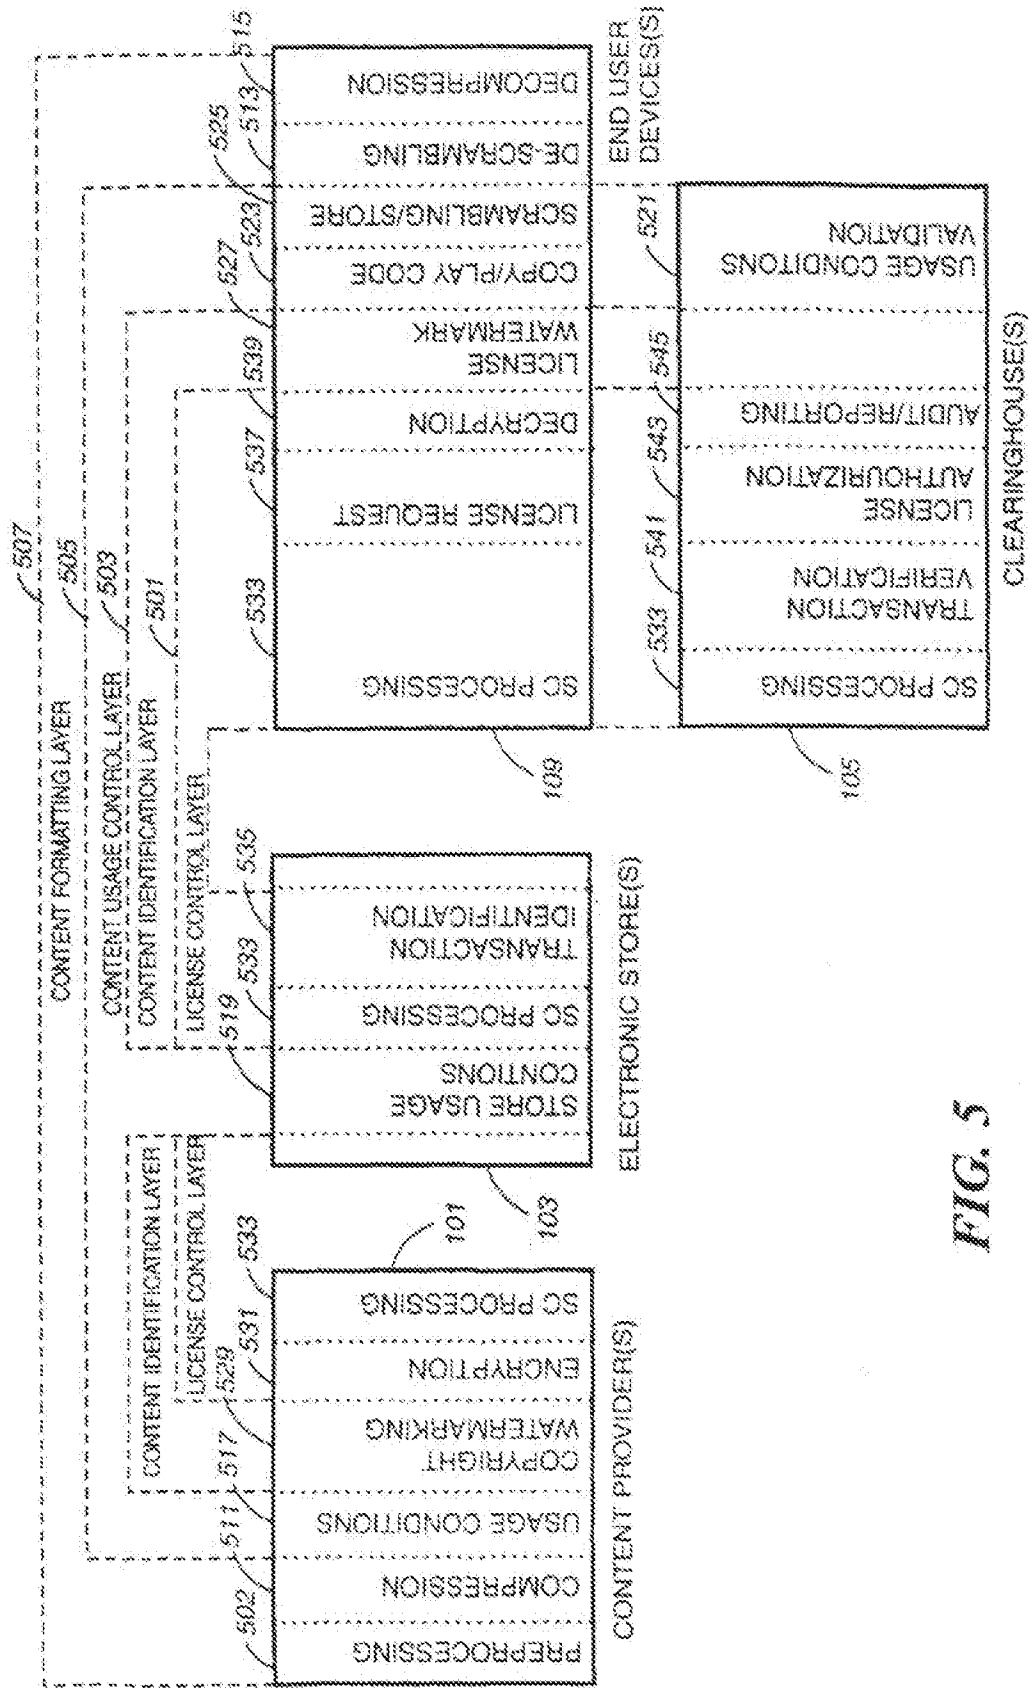 507
CONTENT FORMATTING LAYER
505
CONTENT USAGE CONTROL LAYER
503
CONTENT IDENTIFICATION LAYER
501
LICENSE CONTROL LAYER
CONTENT IDENTIFICATION LAYER
LICENSE CONTROL LAYER
502
511
517
529
531
533
PREPROCESSING
COMPRESSION
USAGE CONDITIONS
COPYRIGHT
WATERMARKING
ENCRYPTION
SC PROCESSING
101
CONTENT PROVIDER(S)
519
533
535
STORE USAGE
CONTIONS
SC PROCESSING
TRANSACTION
IDENTIFICATION
103
ELECTRONIC STORE(S)
533
537
539
527
523
525
513
515
SC PROCESSING
LICENSE REQUEST
DECRYPTION
LICENSE
WATERMARK
COPY/PLAY CODE
SCRAMBLING/STORE
DE-SCRAMBLING
DECOMPRESSION
109
END USER
DEVICES(S)
533
541
543
545
521
SC PROCESSING
TRANSACTION
VERIFICATION
LICENSE
AUTHOURIZATION
AUDIT/REPORTING
USAGE CONDITONS
VALIDATION
105
CLEARINGHOUSE(S)
FIG. 5